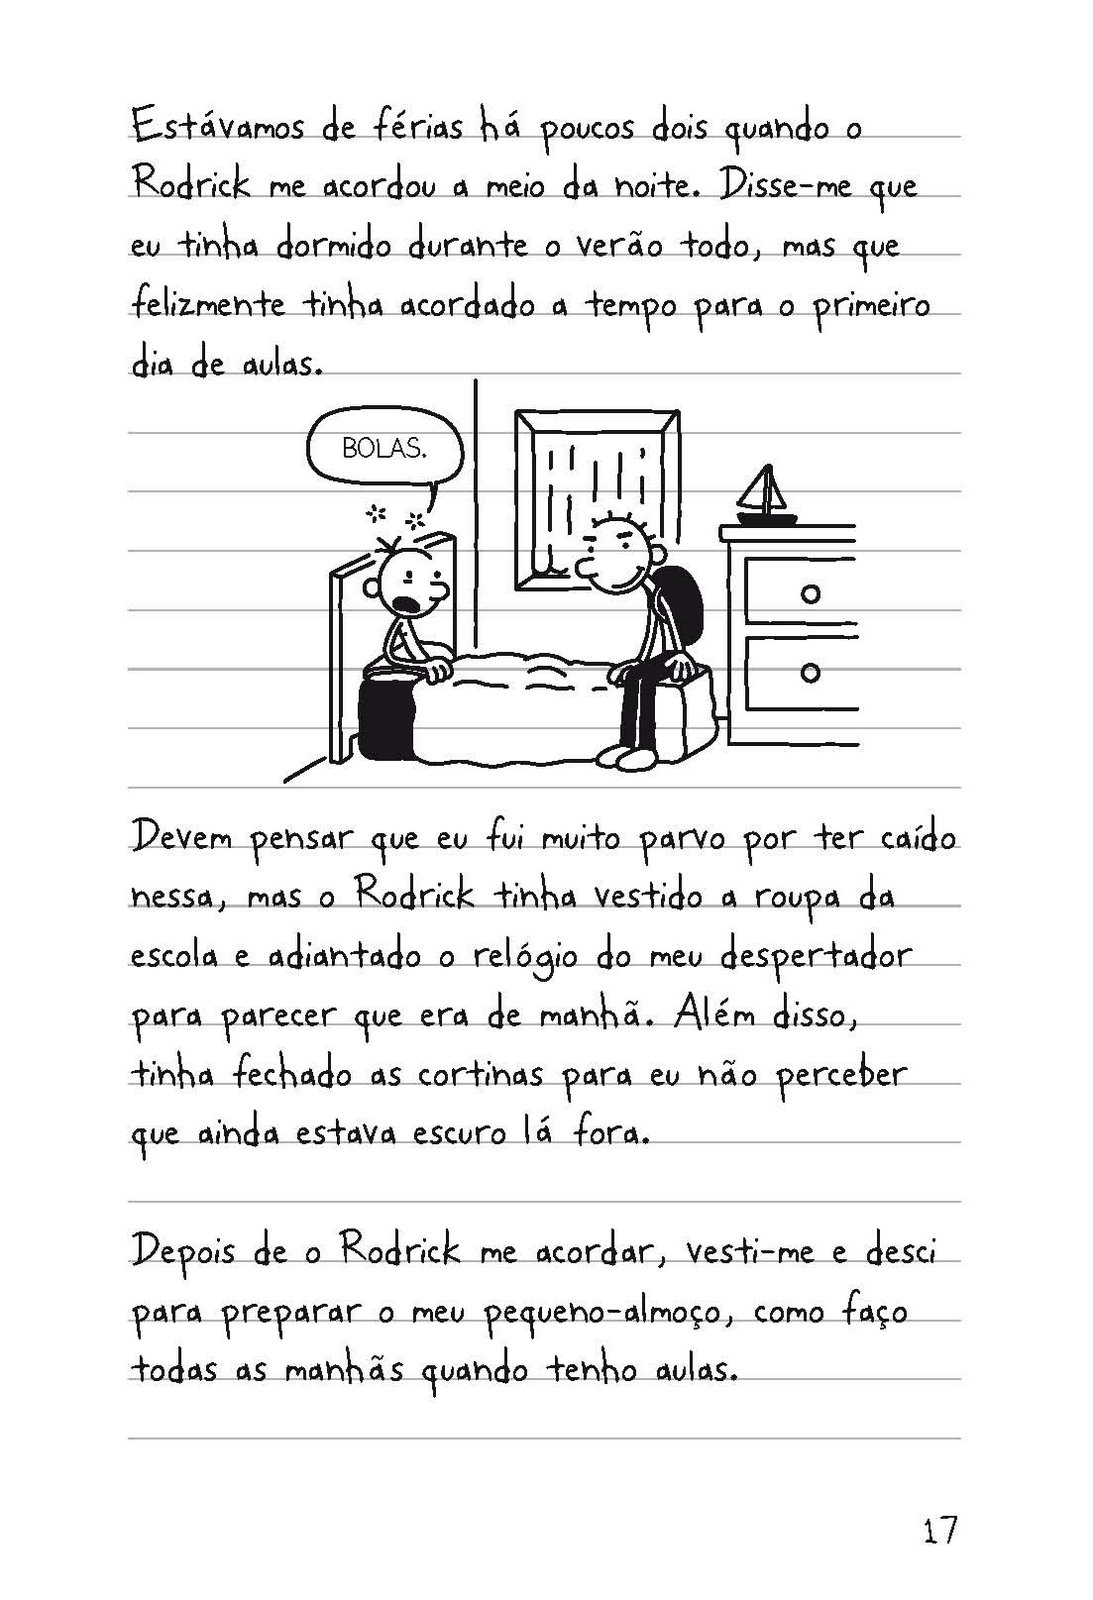 Estávamos de férias há poucos dois quando o
Rodrick me acordou a meio da noite. Disse-me que
eu tinha dormido durante o verão todo, mas que
felizmente tinha acordado a tempo para o primeiro
dia de aulas.
BOLAS.
Devem pensar que eu fui muito parvo por ter caído
nessa, mas o Rodrick tinha vestido a roupa da
escola e adiantado o relógio do meu despertador
para parecer que era de manhã. Além disso,
tinha fechado as cortinas para eu não perceber
que ainda estava escuro lá fora.
Depois de o Rodrick me acordar, vesti-me e desci
para preparar o meu pequeno-almoço, como faço
todas as manhãs quando tenho aulas.
17